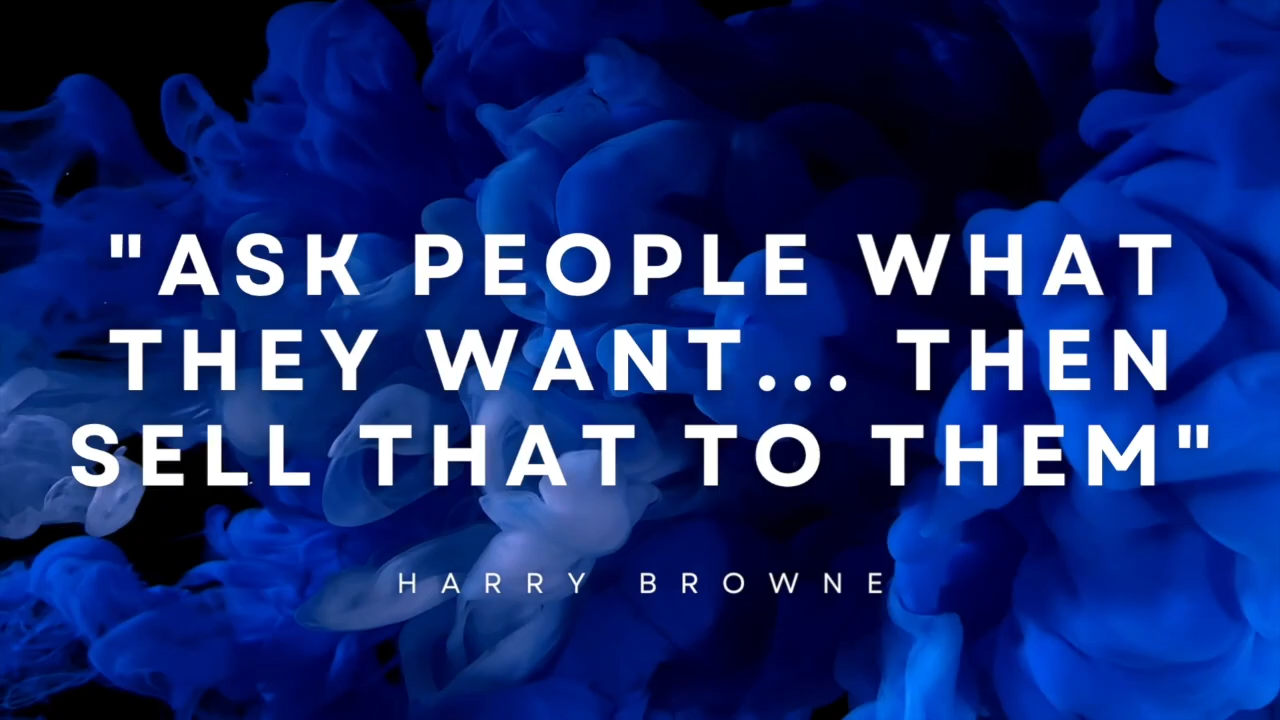 "ASK PEOPLE WHAT
THEY WANT... THEN
SELL THAT TO THEM"
HARRY BROWNE